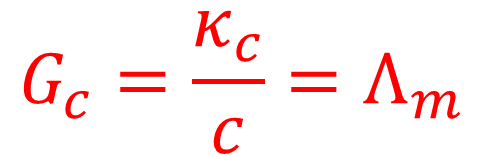 G_c = κ_c / c = Λ_m